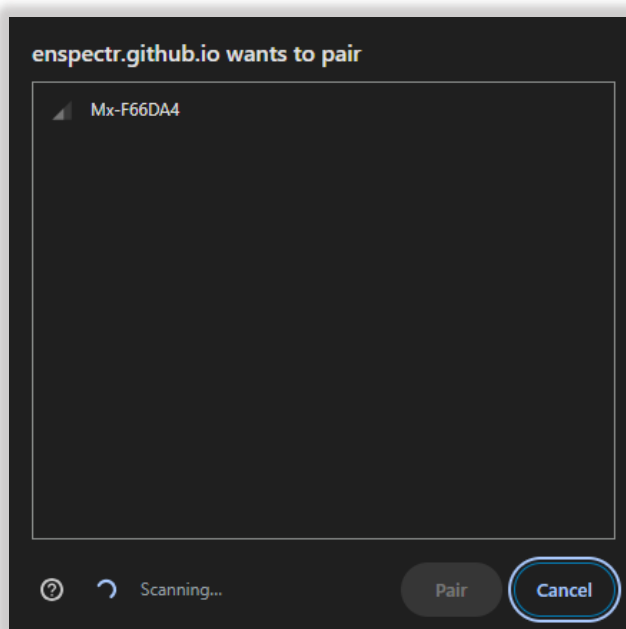 enspectr.github.io wants to pair
Mx-F66DA4
Scanning...
Pair
Cancel